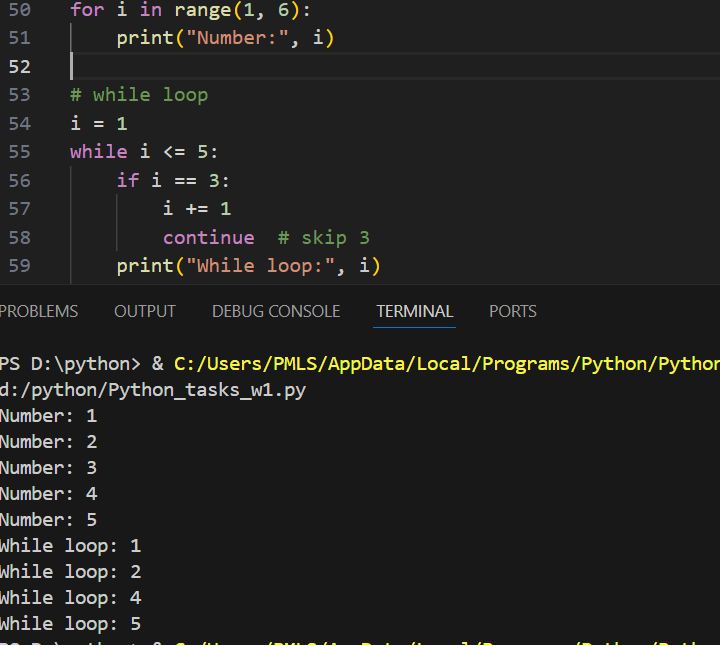 50 for i in range(1, 6):
51     print("Number:", i)
52
53 # while loop
54 i = 1
55 while i <= 5:
56     if i == 3:
57         i += 1
58         continue  # skip 3
59     print("While loop:", i)
PROBLEMS OUTPUT DEBUG CONSOLE TERMINAL PORTS
PS D:\python> & C:/Users/PMLS/AppData/Local/Programs/Python/Python
d:/python/Python_tasks_w1.py
Number: 1
Number: 2
Number: 3
Number: 4
Number: 5
While loop: 1
While loop: 2
While loop: 4
While loop: 5